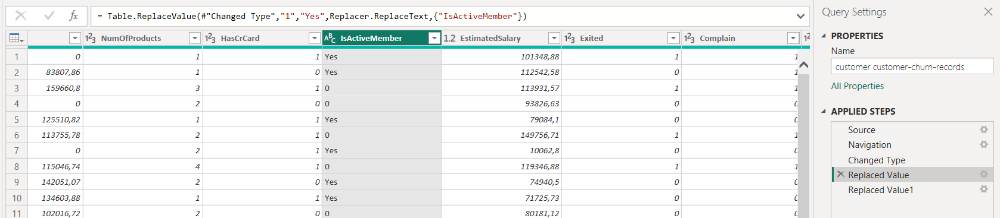 = Table.ReplaceValue(#"Changed Type","1","Yes",Replacer.ReplaceText,{"IsActiveMember"})
1²3 NumOfProducts 1²3 HasCrCard ABC IsActiveMember 1.2 EstimatedSalary 1²3 Exited 1²3 Complain 1²
1 0 1 1 Yes 101348,88 1 1
2 83807,86 1 0 Yes 112542,58 0 1
3 159660,8 3 1 0 113931,57 1 1
4 0 2 0 0 93826,63 0 0
5 125510,82 1 1 Yes 79084,1 0 0
6 113755,78 2 1 0 149756,71 1 1
7 0 2 1 Yes 10062,8 0 0
8 115046,74 4 1 0 119346,88 1 1
9 142051,07 2 0 Yes 74940,5 0 0
10 134603,88 1 1 Yes 71725,73 0 0
11 102016,72 2 0 0 80181,12 0 0
Query Settings
PROPERTIES
Name
customer customer-churn-records
All Properties
APPLIED STEPS
Source
Navigation
Changed Type
Replaced Value
Replaced Value1